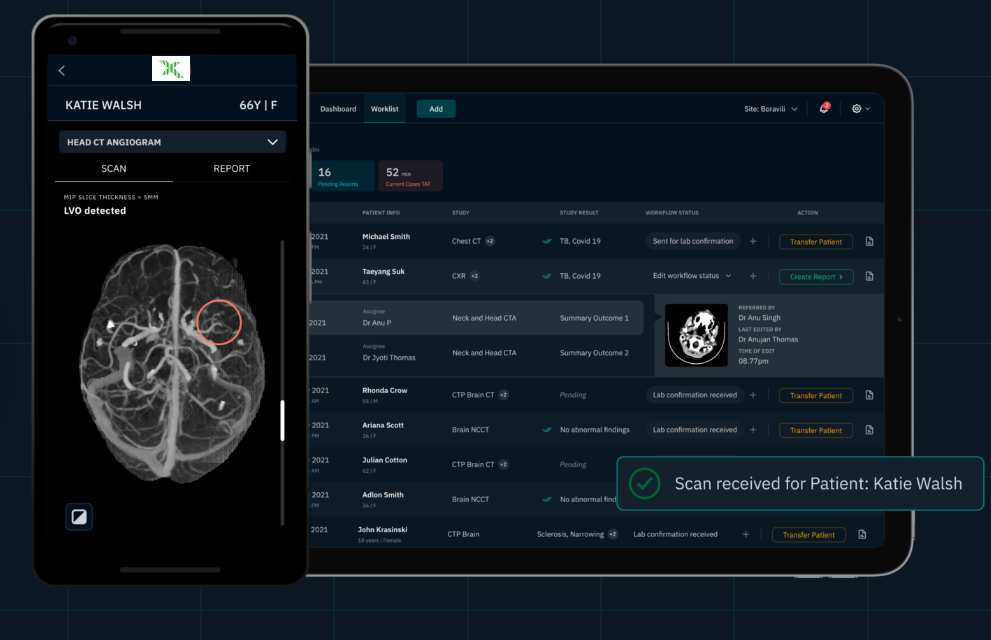 KATIE WALSH 66Y | F
HEAD CT ANGIOGRAM
SCAN REPORT
MIP SLICE THICKNESS = 5MM
LVO detected
Dashboard Worklist Add Site: Boravili 2
16 52 min
Pending Reports Current Cases TAT
PATIENT INFO STUDY STUDY RESULT WORKFLOW STATUS ACTION
2021 Michael Smith Chest CT +2 TB, Covid 19 Sent for lab confirmation + Transfer Patient
PM 24 | F
2021 Taeyang Suk CXR +2 TB, Covid 19 Edit workflow status + Create Report >
PM 43 | F
Assignee
2021 Dr Anu P Neck and Head CTA Summary Outcome 1
Assignee
2021 Dr Jyoti Thomas Neck and Head CTA Summary Outcome 2
REFERRED BY
Dr Anu Singh
LAST EDITED BY
Dr Anujan Thomas
TIME OF EDIT
08.77pm
2021 Rhonda Crow CTP Brain CT +2 Pending Lab confirmation received + Transfer Patient
AM 55 | M
2021 Ariana Scott Brain NCCT No abnormal findings Lab confirmation received + Transfer Patient
PM 36 | F
2021 Julian Cotton CTP Brain CT +2 Pending
AM 62 | F
Scan received for Patient: Katie Walsh
2021 Adlon Smith Brain NCCT No abnormal find
PM 36 | F
2021 John Krasinski CTP Brain Sclerosis, Narrowing +2 Lab confirmation received + Transfer Patient
18 years | Female